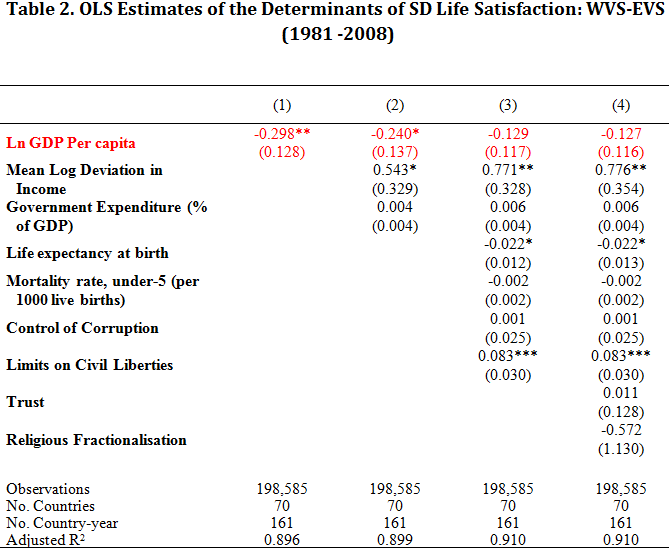 Table 2. OLS Estimates of the Determinants of SD Life Satisfaction: WVS-EVS
(1981 -2008)
(1) (2) (3) (4)
Ln GDP Per capita -0.298** -0.240* -0.129 -0.127
(0.128) (0.137) (0.117) (0.116)
Mean Log Deviation in 0.543* 0.771** 0.776**
Income (0.329) (0.328) (0.354)
Government Expenditure (% 0.004 0.006 0.006
of GDP) (0.004) (0.004) (0.004)
Life expectancy at birth -0.022* -0.022*
(0.012) (0.013)
Mortality rate, under-5 (per -0.002 -0.002
1000 live births) (0.002) (0.002)
Control of Corruption 0.001 0.001
(0.025) (0.025)
Limits on Civil Liberties 0.083*** 0.083***
(0.030) (0.030)
Trust 0.011
(0.128)
Religious Fractionalisation -0.572
(1.130)
Observations 198,585 198,585 198,585 198,585
No. Countries 70 70 70 70
No. Country-year 161 161 161 161
Adjusted R² 0.896 0.899 0.910 0.910